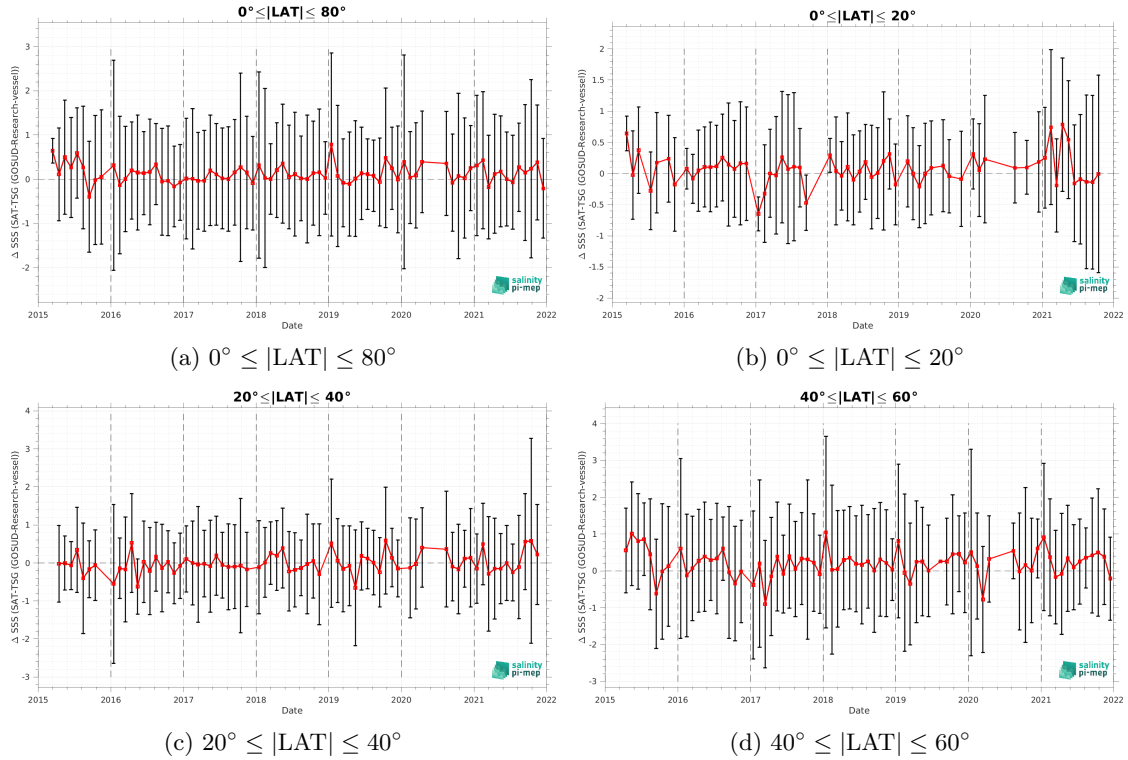 0°≤|LAT|≤ 80°
Δ SSS (SAT-TSG (GOSUD-Research-vessel))
3
2
1
0
-1
-2
2015 2016 2017 2018 2019 2020 2021 2022
Date
salinity
pi-mep
(a) 0° ≤ |LAT| ≤ 80°
0°≤|LAT|≤ 20°
Δ SSS (SAT-TSG (GOSUD-Research-vessel))
2
1.5
1
0.5
0
-0.5
-1
-1.5
-2
2015 2016 2017 2018 2019 2020 2021 2022
Date
salinity
pi-mep
(b) 0° ≤ |LAT| ≤ 20°
20°≤|LAT|≤ 40°
Δ SSS (SAT-TSG (GOSUD-Research-vessel))
4
3
2
1
0
-1
-2
-3
2015 2016 2017 2018 2019 2020 2021 2022
Date
salinity
pi-mep
(c) 20° ≤ |LAT| ≤ 40°
40°≤|LAT|≤ 60°
Δ SSS (SAT-TSG (GOSUD-Research-vessel))
4
3
2
1
0
-1
-2
-3
2015 2016 2017 2018 2019 2020 2021 2022
Date
salinity
pi-mep
(d) 40° ≤ |LAT| ≤ 60°